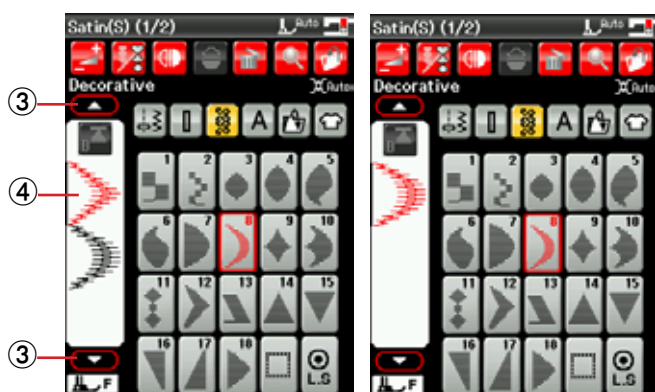 Satin(S) (1/2) Auto
Decorative Auto
③
A
④
B
1 2 3 4 5
6 7 8 9 10
11 12 13 14 15
③
16 17 18
L.S
F
Satin(S) (1/2) Auto
Decorative Auto
A
B
1 2 3 4 5
6 7 8 9 10
11 12 13 14 15
16 17 18
L.S
F